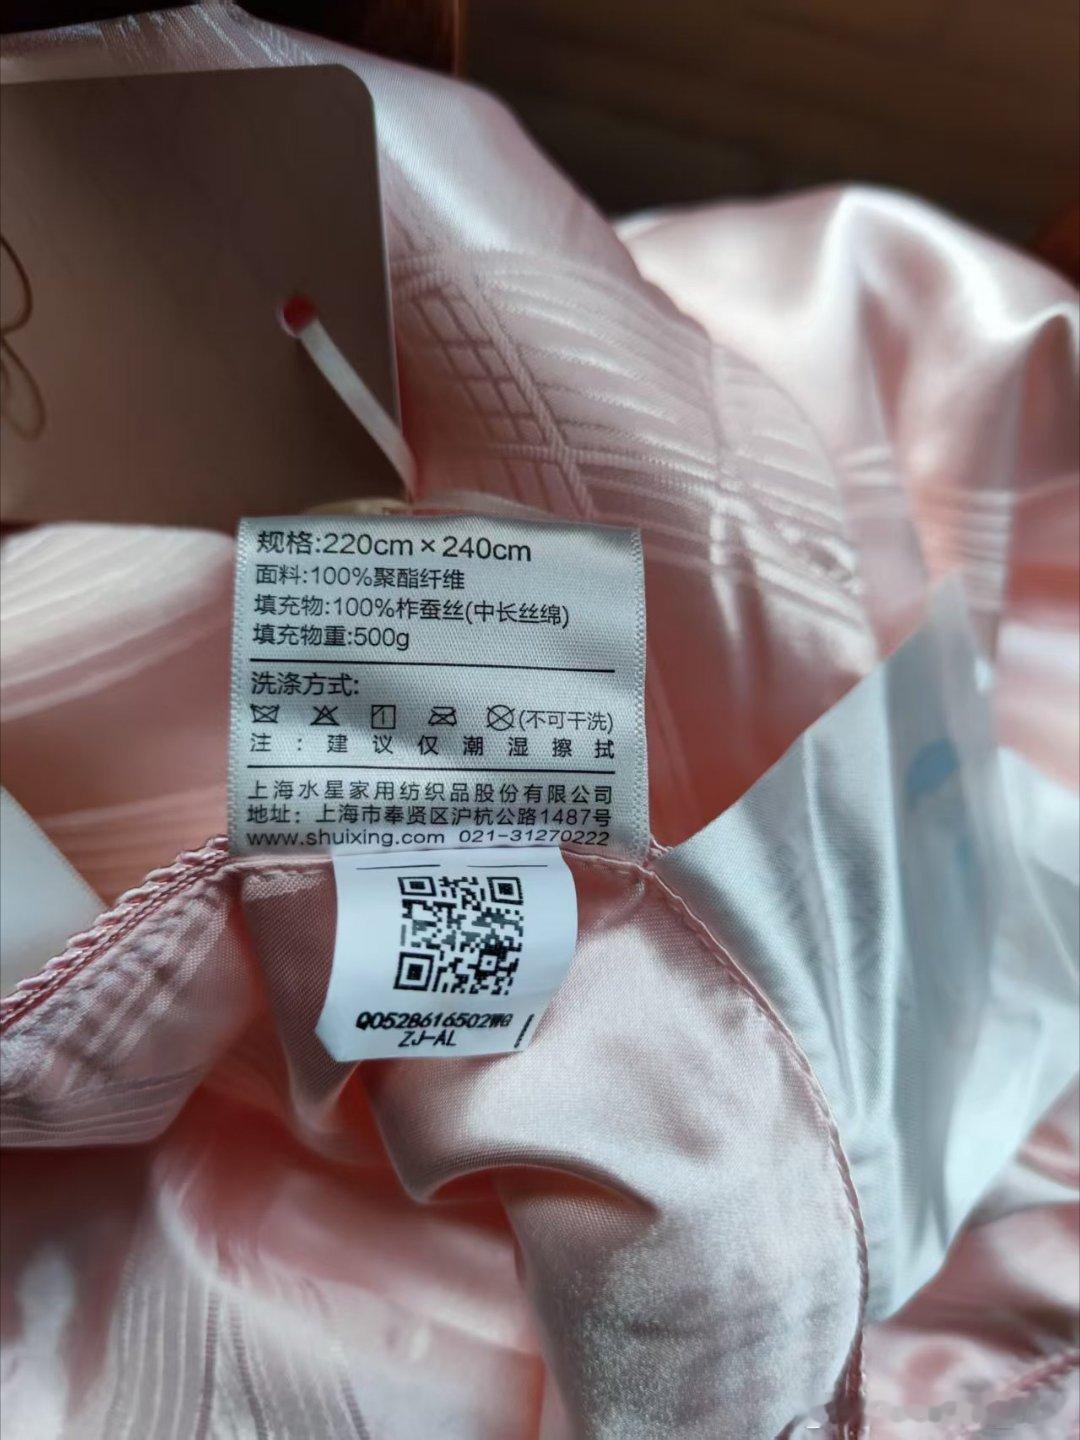 规格:220cm×240cm
面料:100%聚酯纤维
填充物:100%柞蚕丝(中长丝绵)
填充物重:500g
洗涤方式:
(不可干洗)
注：建议仅潮湿擦拭
上海水星家用纺织品股份有限公司
地址：上海市奉贤区沪杭公路1487号
www.shuixing.com 021-31270222
Q0528616502WG
ZJ-AL